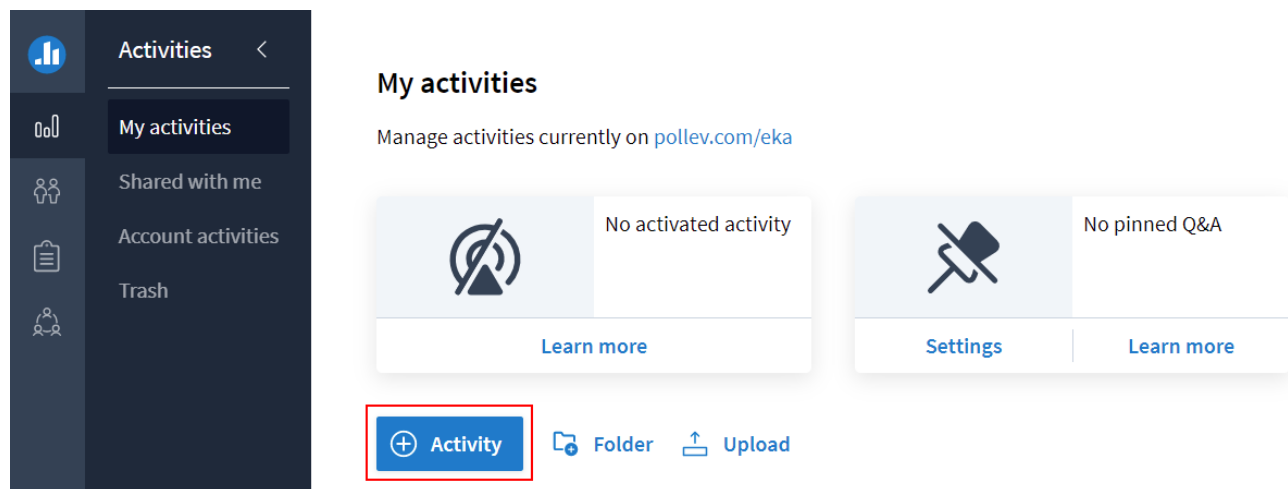 Activities
My activities
Shared with me
Account activities
Trash
My activities
Manage activities currently on pollev.com/eka
No activated activity
Learn more
No pinned Q&A
Settings
Learn more
Activity
Folder
Upload